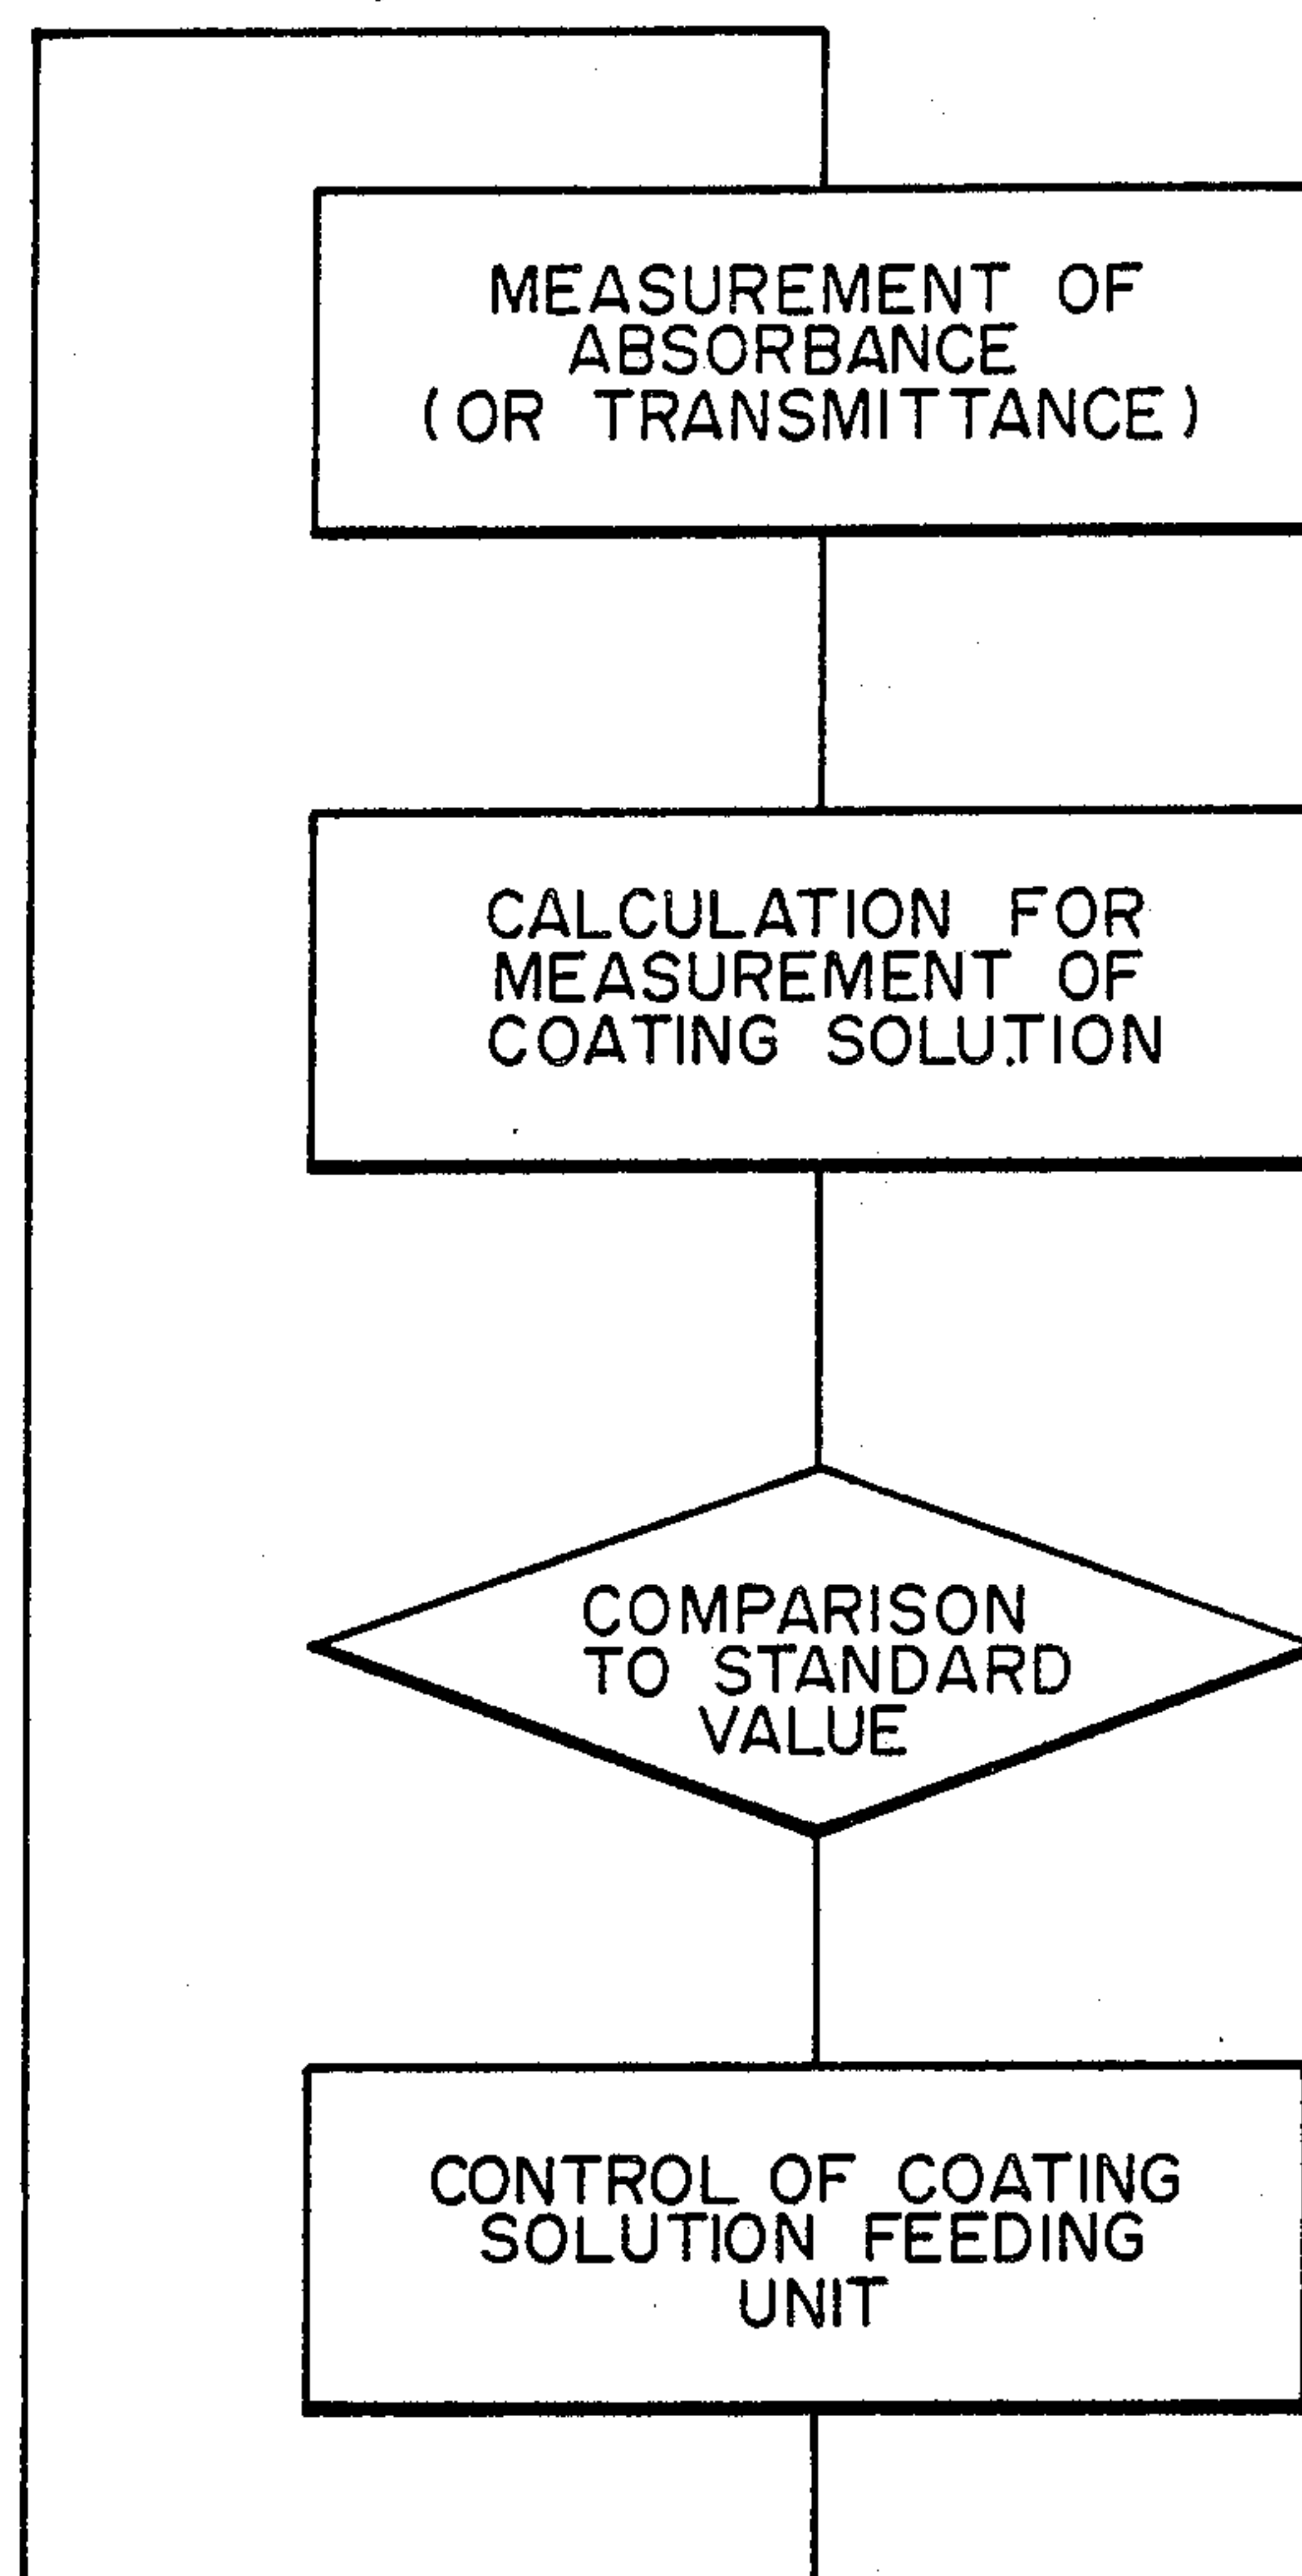 MEASUREMENT OF
ABSORBANCE
(OR TRANSMITTANCE)
CALCULATION FOR
MEASUREMENT OF
COATING SOLUTION
COMPARISON
TO STANDARD
VALUE
CONTROL OF COATING
SOLUTION FEEDING
UNIT